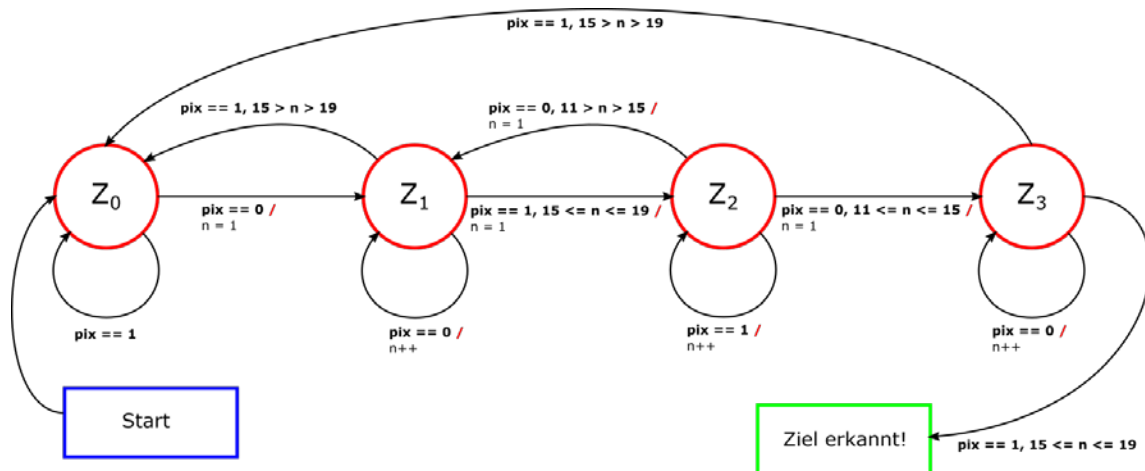 pix == 1, 15 > n > 19
pix == 1, 15 > n > 19
pix == 0, 11 > n > 15 /
n = 1
Z0
Z1
Z2
Z3
pix == 0 /
n = 1
pix == 1, 15 <= n <= 19 /
n = 1
pix == 0, 11 <= n <= 15 /
n = 1
pix == 1
pix == 0 /
n++
pix == 1 /
n++
pix == 0 /
n++
Start
Ziel erkannt!
pix == 1, 15 <= n <= 19